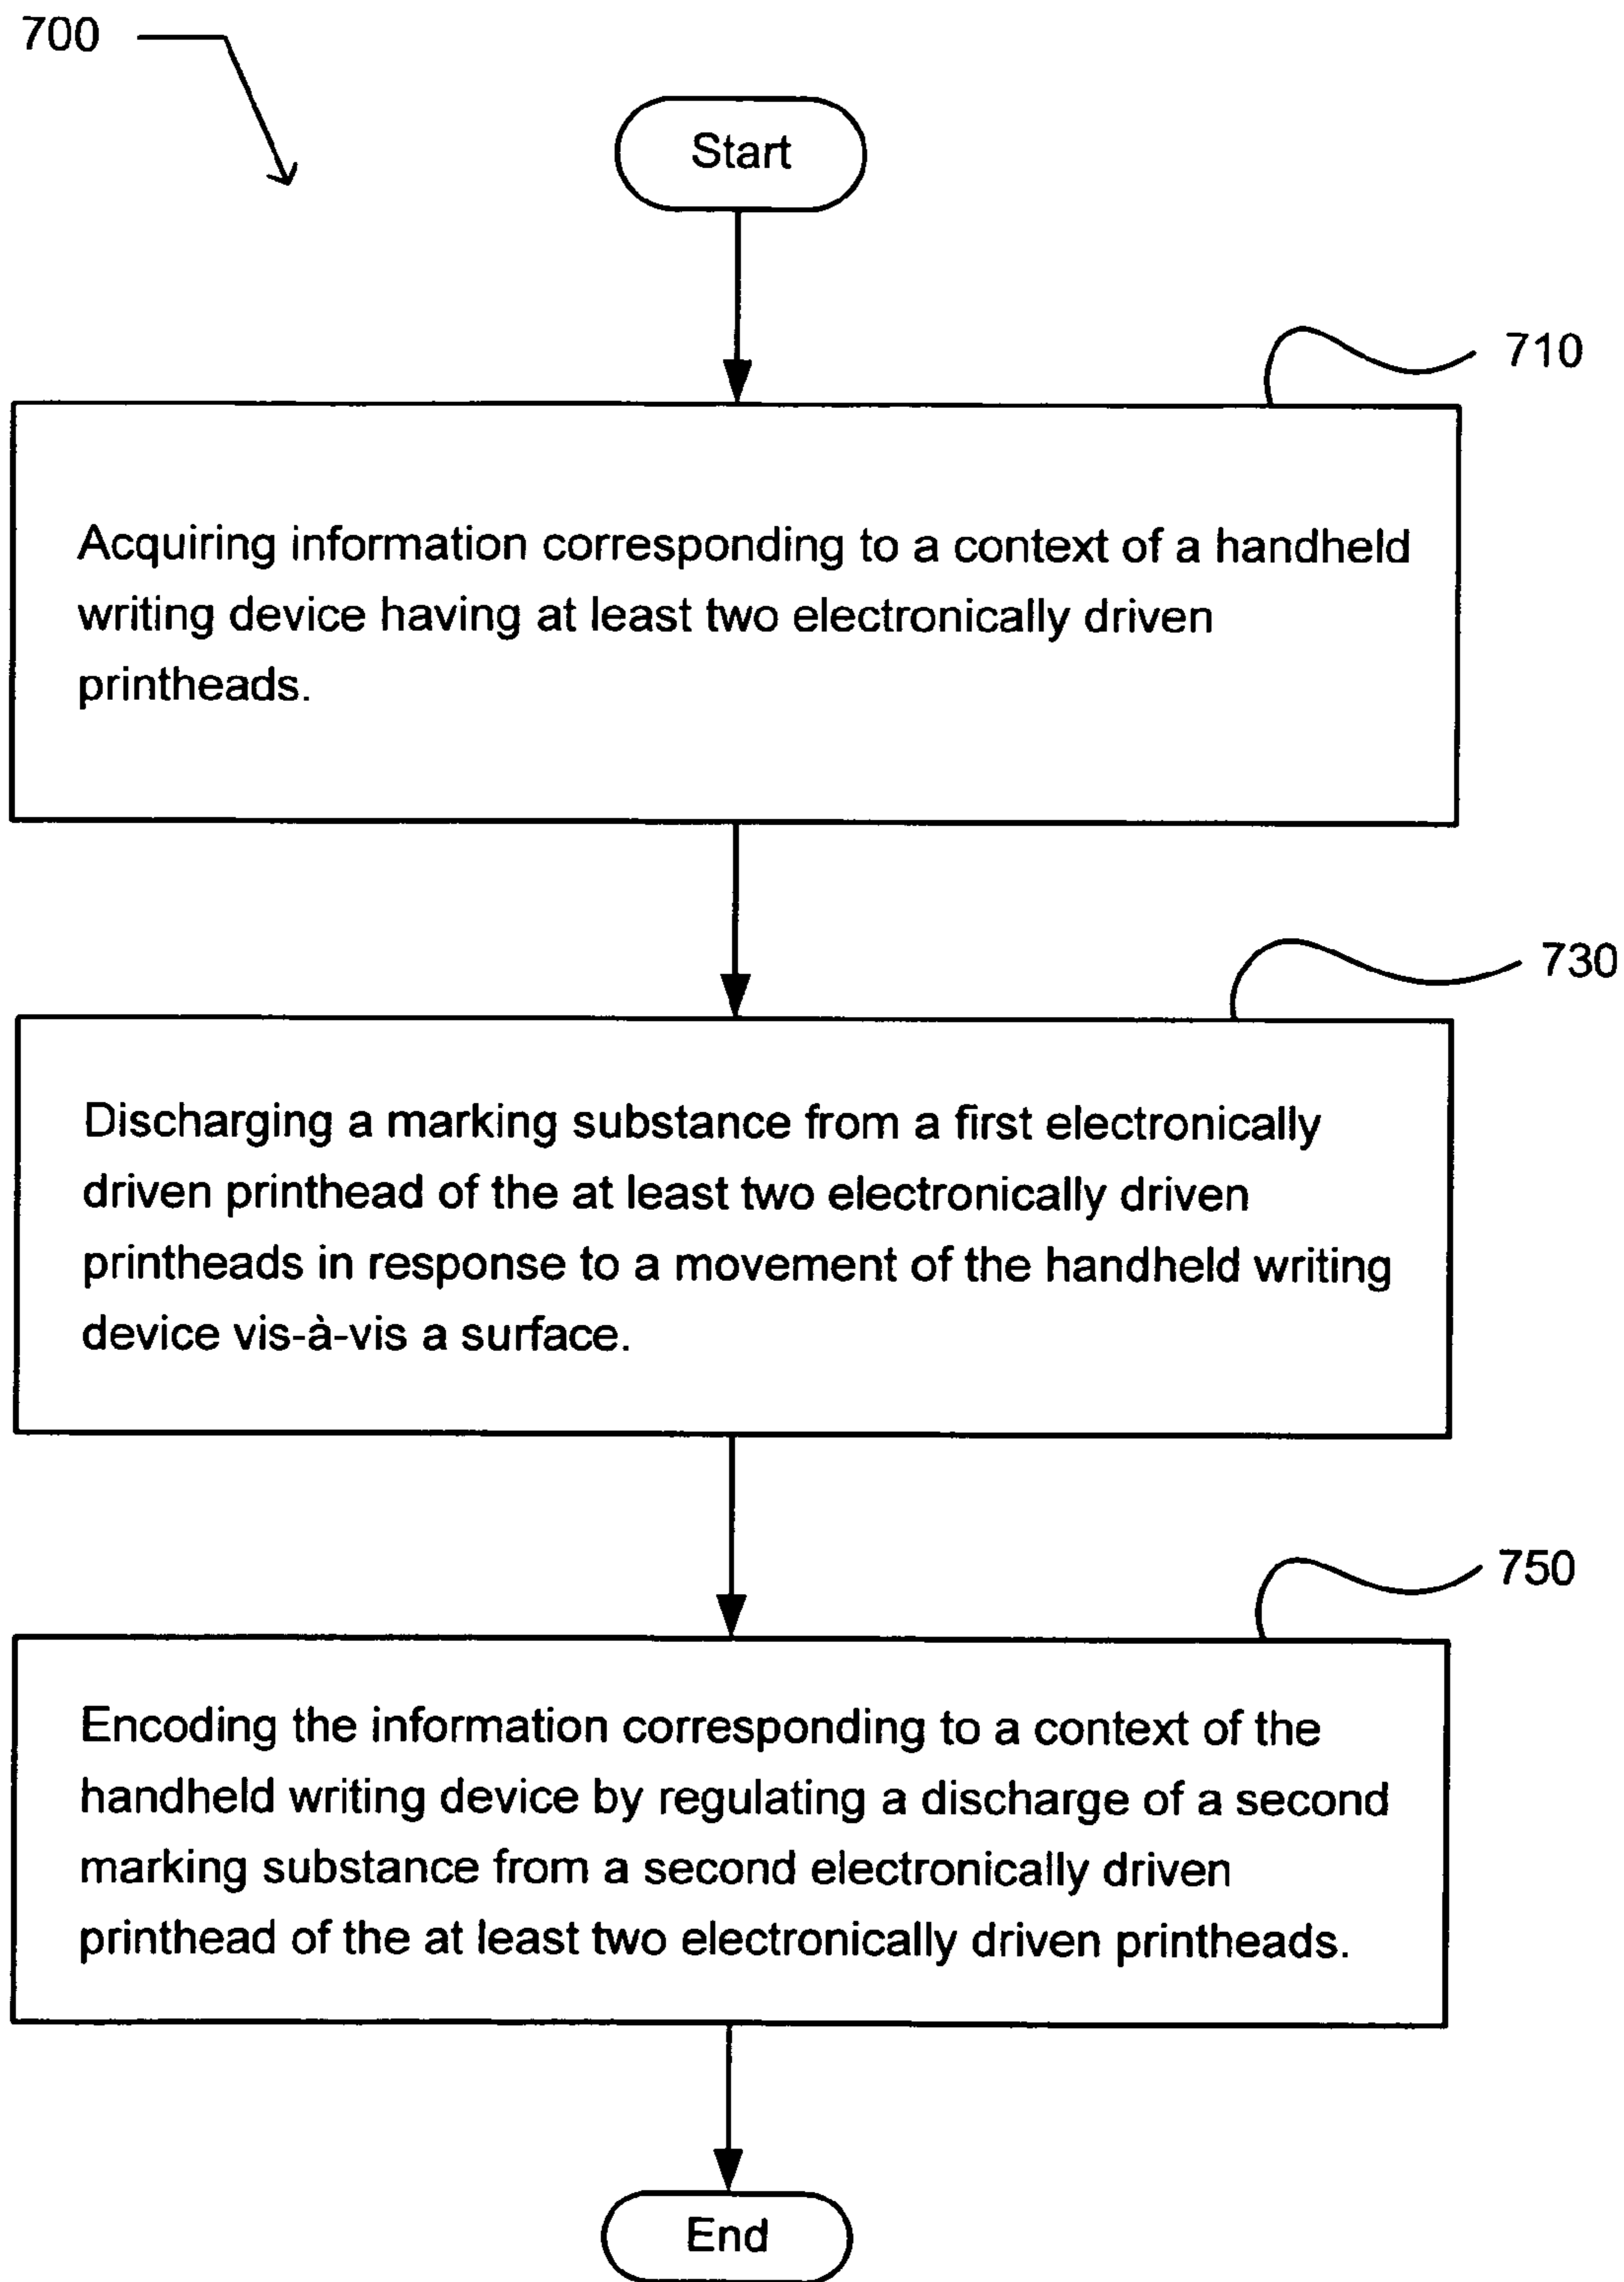 700
Start
710
Acquiring information corresponding to a context of a handheld
writing device having at least two electronically driven
printheads.
730
Discharging a marking substance from a first electronically
driven printhead of the at least two electronically driven
printheads in response to a movement of the handheld writing
device vis-à-vis a surface.
750
Encoding the information corresponding to a context of the
handheld writing device by regulating a discharge of a second
marking substance from a second electronically driven
printhead of the at least two electronically driven printheads.
End